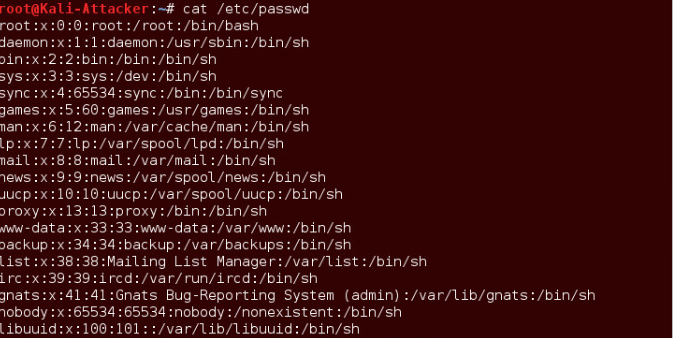 root@Kali-Attacker:~# cat /etc/passwd
root:x:0:0:root:/root:/bin/bash
daemon:x:1:1:daemon:/usr/sbin:/bin/sh
bin:x:2:2:bin:/bin:/bin/sh
sys:x:3:3:sys:/dev:/bin/sh
sync:x:4:65534:sync:/bin:/bin/sync
games:x:5:60:games:/usr/games:/bin/sh
man:x:6:12:man:/var/cache/man:/bin/sh
lp:x:7:7:lp:/var/spool/lpd:/bin/sh
mail:x:8:8:mail:/var/mail:/bin/sh
news:x:9:9:news:/var/spool/news:/bin/sh
uucp:x:10:10:uucp:/var/spool/uucp:/bin/sh
proxy:x:13:13:proxy:/bin:/bin/sh
www-data:x:33:33:www-data:/var/www:/bin/sh
backup:x:34:34:backup:/var/backups:/bin/sh
list:x:38:38:Mailing List Manager:/var/list:/bin/sh
irc:x:39:39:ircd:/var/run/ircd:/bin/sh
gnats:x:41:41:Gnats Bug-Reporting System (admin):/var/lib/gnats:/bin/sh
nobody:x:65534:65534:nobody:/nonexistent:/bin/sh
libuuid:x:100:101::/var/lib/libuuid:/bin/sh